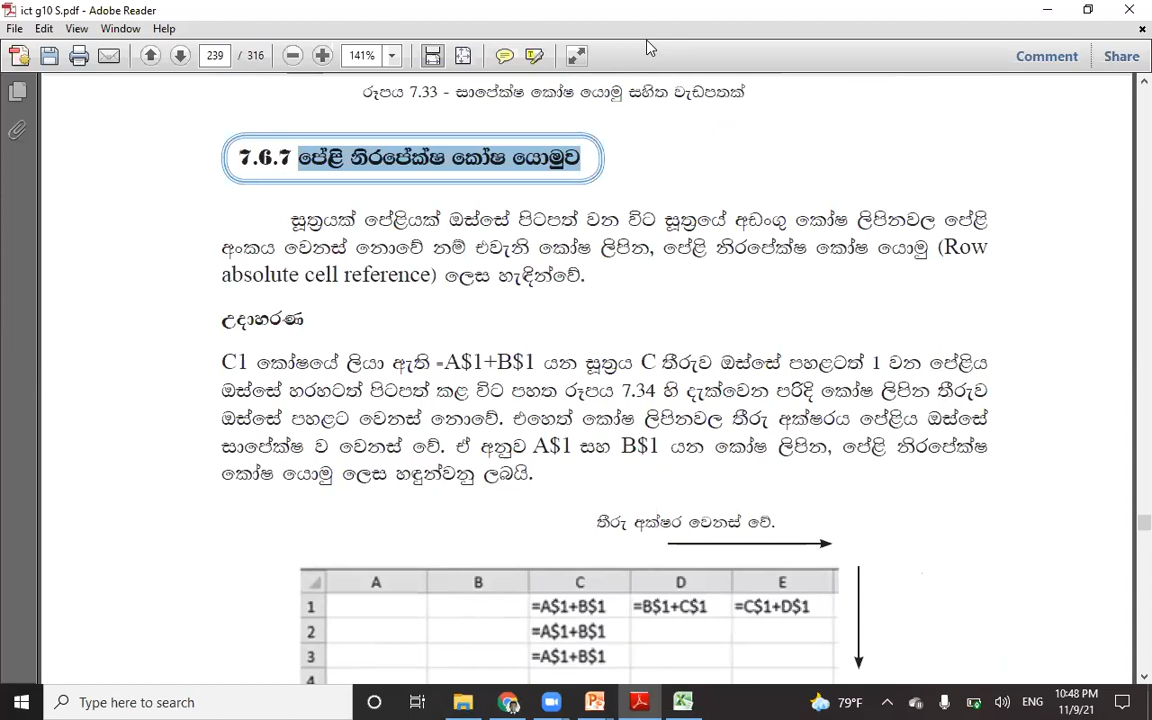 ict g10 S.pdf - Adobe Reader
File Edit View Window Help
239 / 316 141% Comment Share
රූපය 7.33 - සාපේක්ෂ කෝෂ යොමු සහිත වැඩපතක්
7.6.7 පේළි නිරපේක්ෂ කෝෂ යොමුව
සූත්‍රයක් පේළියක් ඔස්සේ පිටපත් වන විට සූත්‍රයේ අඩංගු කෝෂ ලිපිනවල පේළි
අංකය වෙනස් නොවේ නම් එවැනි කෝෂ ලිපින, පේළි නිරපේක්ෂ කෝෂ යොමු (Row
absolute cell reference) ලෙස හැඳින්වේ.
උදාහරණ
C1 කෝෂයේ ලියා ඇති =A$1+B$1 යන සූත්‍රය C තීරුව ඔස්සේ පහළටත් 1 වන පේළිය
ඔස්සේ හරහටත් පිටපත් කළ විට පහත රූපය 7.34 හි දැක්වෙන පරිදි කෝෂ ලිපින තීරුව
ඔස්සේ පහළට වෙනස් නොවේ. එහෙත් කෝෂ ලිපිනවල තීරු අක්ෂරය පේළිය ඔස්සේ
සාපේක්ෂ ව වෙනස් වේ. ඒ අනුව A$1 සහ B$1 යන කෝෂ ලිපින, පේළි නිරපේක්ෂ
කෝෂ යොමු ලෙස හඳුන්වනු ලබයි.
තීරු අක්ෂර වෙනස් වේ.
A B C D E
1 =A$1+B$1 =B$1+C$1 =C$1+D$1
2 =A$1+B$1
3 =A$1+B$1
4
Type here to search 79°F ENG 10:48 PM
11/9/21